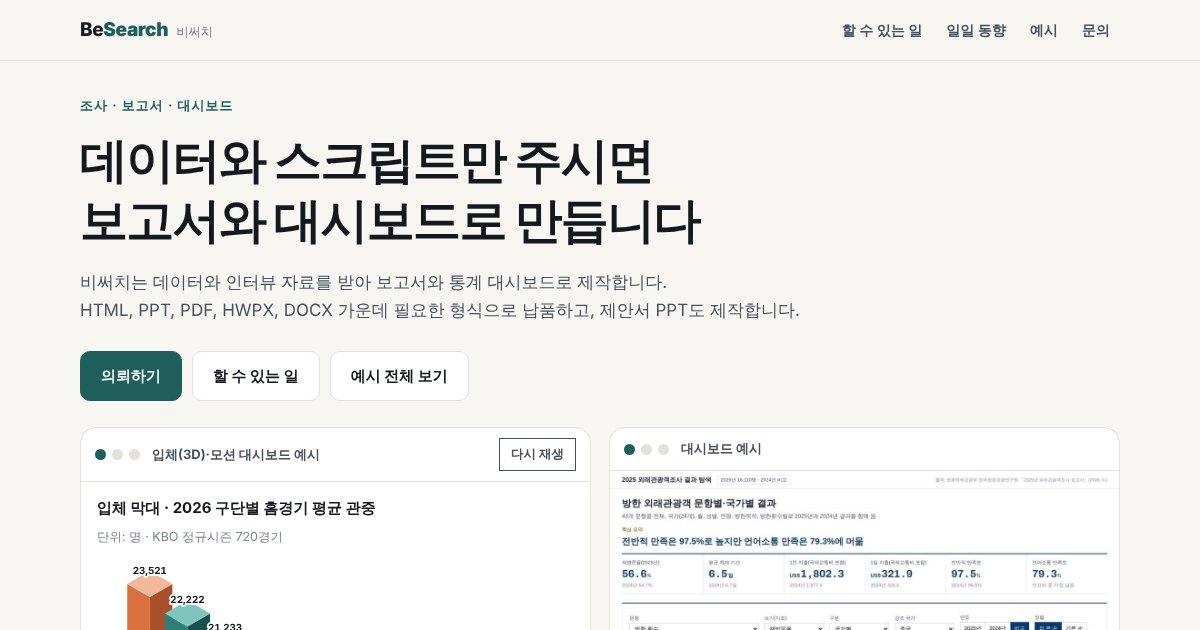 BeSearch 비써치
할 수 있는 일 일일 동향 예시 문의
조사 · 보고서 · 대시보드
데이터와 스크립트만 주시면
보고서와 대시보드로 만듭니다
비써치는 데이터와 인터뷰 자료를 받아 보고서와 통계 대시보드로 제작합니다.
HTML, PPT, PDF, HWPX, DOCX 가운데 필요한 형식으로 납품하고, 제안서 PPT도 제작합니다.
의뢰하기 할 수 있는 일 예시 전체 보기
입체(3D)·모션 대시보드 예시 다시 재생
입체 막대 · 2026 구단별 홈경기 평균 관중
단위: 명 · KBO 정규시즌 720경기
23,521
22,222
21,233
대시보드 예시
2025 외래관광객조사 결과 탐색
방한 외래관광객 문항별·국가별 결과
핵심 요약
전반적 만족은 97.5%로 높지만 언어소통 만족은 79.3%에 머묾
56.6% 6.5일 US$1,802.3 US$321.9 97.5% 79.3%